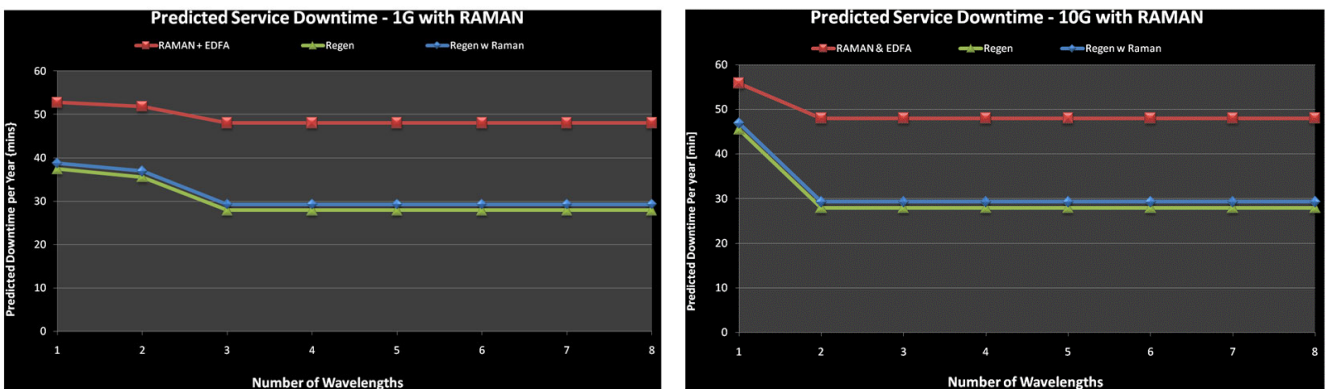 Predicted Service Downtime - 1G with RAMAN
RAMAN + EDFA Regen Regen w Raman
Predicted Downtime per Year {mins}
60
50
40
30
20
10
0
1 2 3 4 5 6 7 8
Number of Wavelengths
Predicted Service Downtime - 10G with RAMAN
RAMAN & EDFA Regen Regen w Raman
Predicted Downtime Per year [min]
60
50
40
30
20
10
0
1 2 3 4 5 6 7 8
Number of Wavelengths